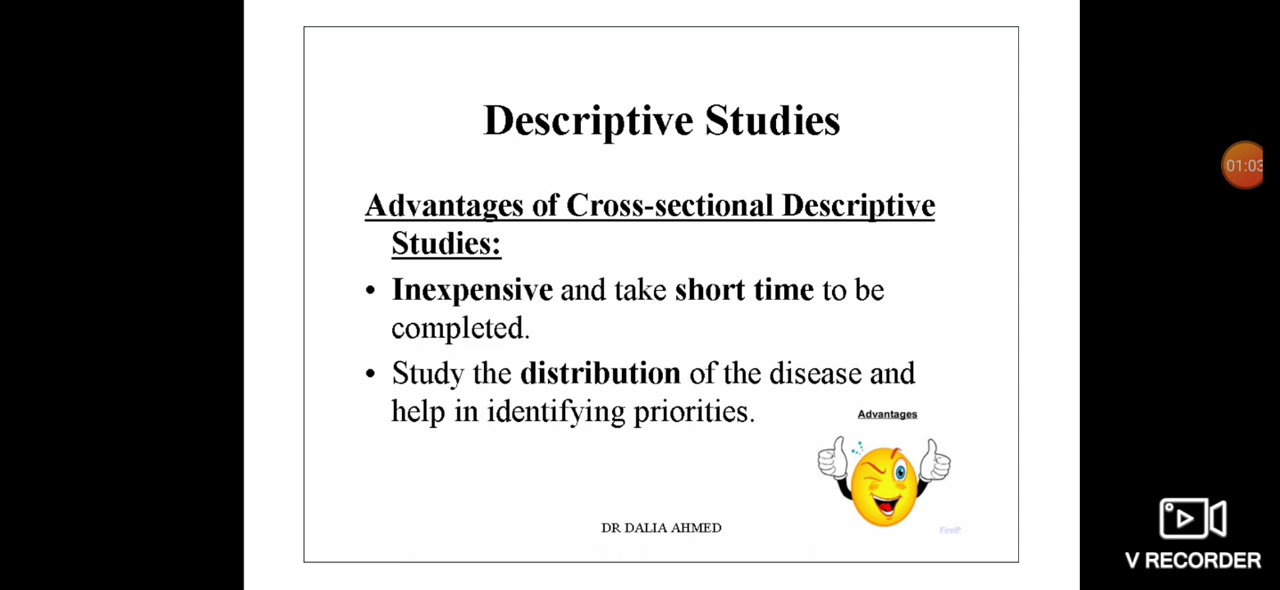 Descriptive Studies
Advantages of Cross-sectional Descriptive
Studies:
• Inexpensive and take short time to be
completed.
• Study the distribution of the disease and
help in identifying priorities.
Advantages
DR DALIA AHMED
FireIP
01:03
V RECORDER